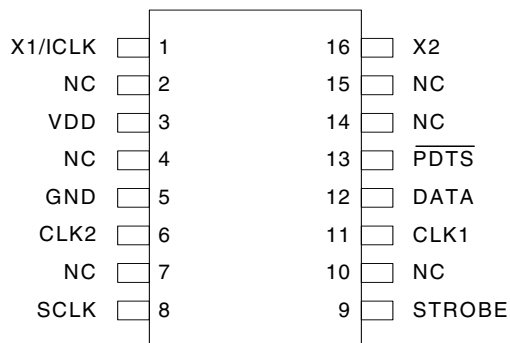 X1/ICLK 1 16 X2
NC 2 15 NC
VDD 3 14 NC
NC 4 13 PDTS
GND 5 12 DATA
CLK2 6 11 CLK1
NC 7 10 NC
SCLK 8 9 STROBE